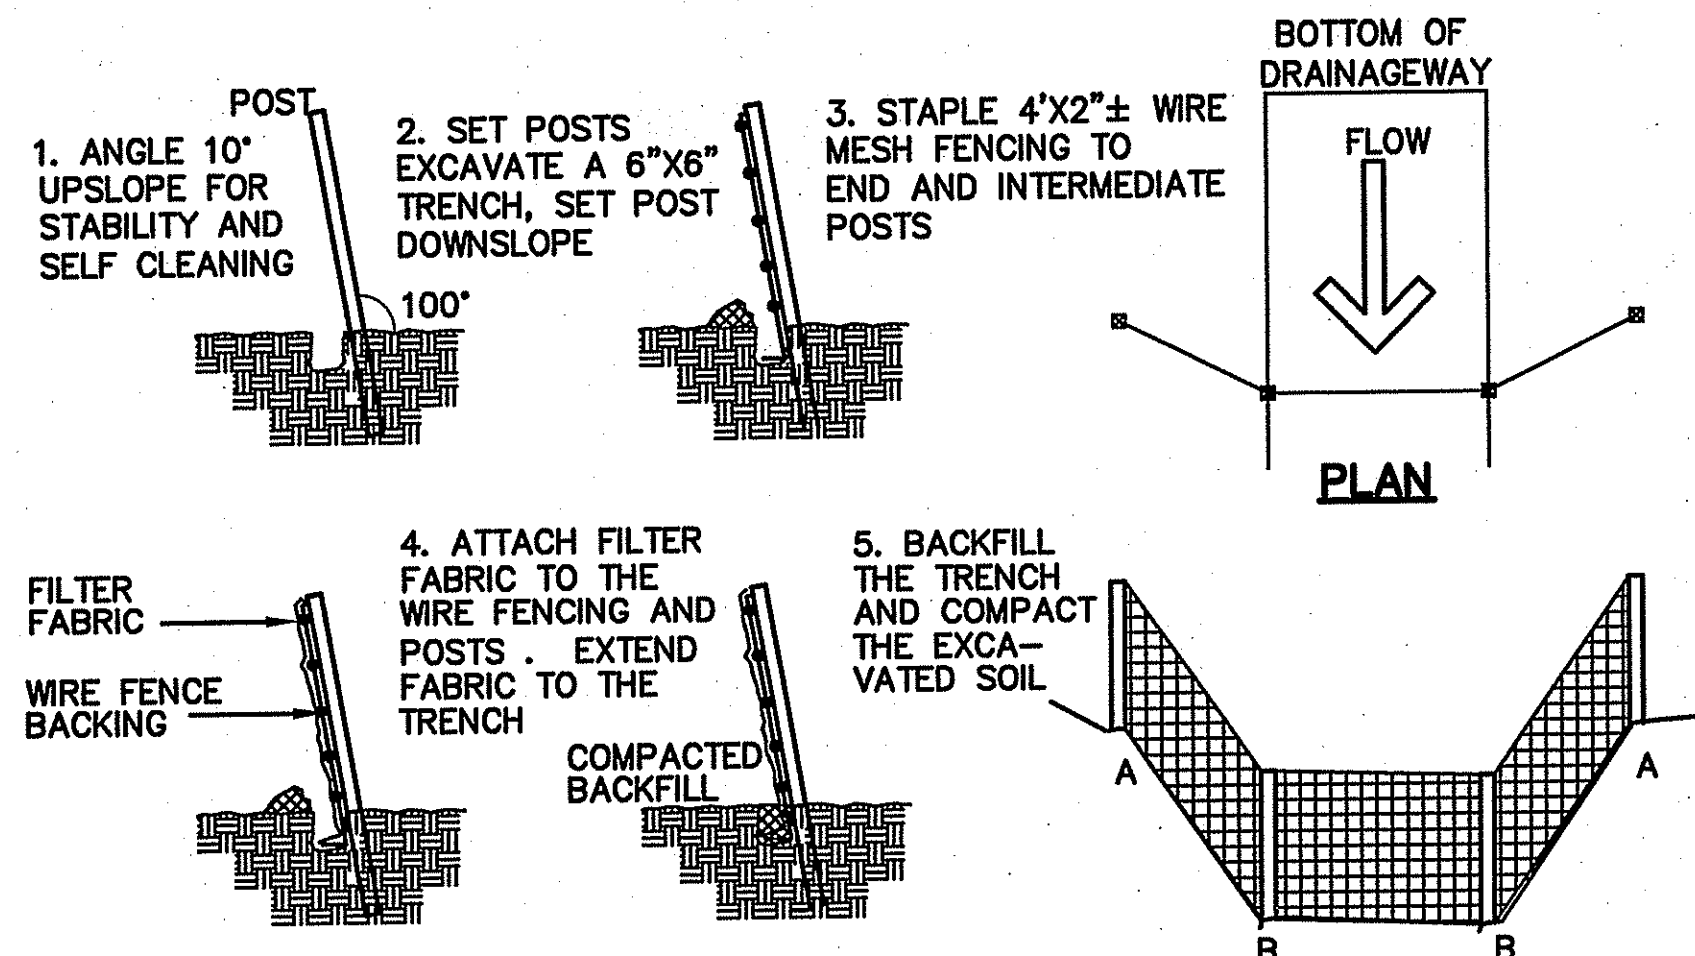 POST
1. ANGLE 10°
UPSLOPE FOR
STABILITY AND
SELF CLEANING
100°
2. SET POSTS
EXCAVATE A 6"X6"
TRENCH, SET POST
DOWNSLOPE
3. STAPLE 4'X2"± WIRE
MESH FENCING TO
END AND INTERMEDIATE
POSTS
BOTTOM OF
DRAINAGEWAY
FLOW
PLAN
FILTER
FABRIC
WIRE FENCE
BACKING
4. ATTACH FILTER
FABRIC TO THE
WIRE FENCING AND
POSTS . EXTEND
FABRIC TO THE
TRENCH
COMPACTED
BACKFILL
5. BACKFILL
THE TRENCH
AND COMPACT
THE EXCA-
VATED SOIL
A
A
B
B